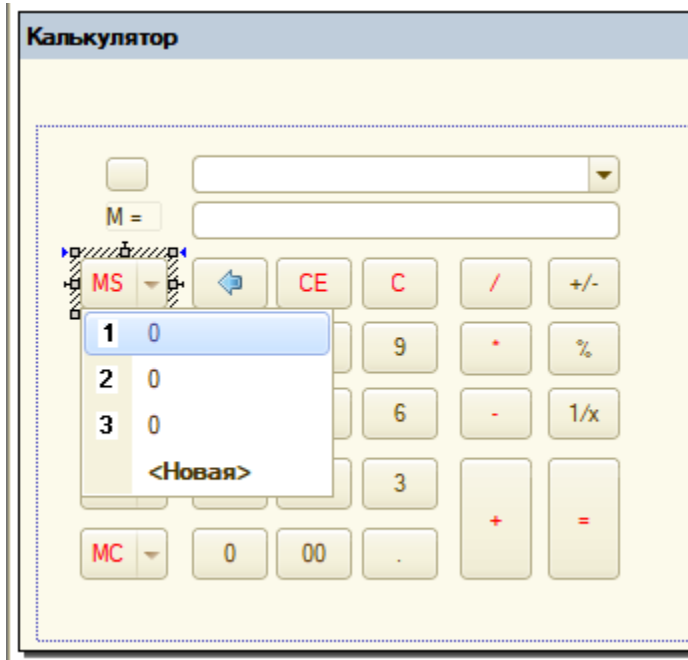 Калькулятор
M =
MS CE C / +/-
1 0
9 * %
2 0
6 - 1/x
3 0
<Новая>
3
+ =
MC 0 00 .